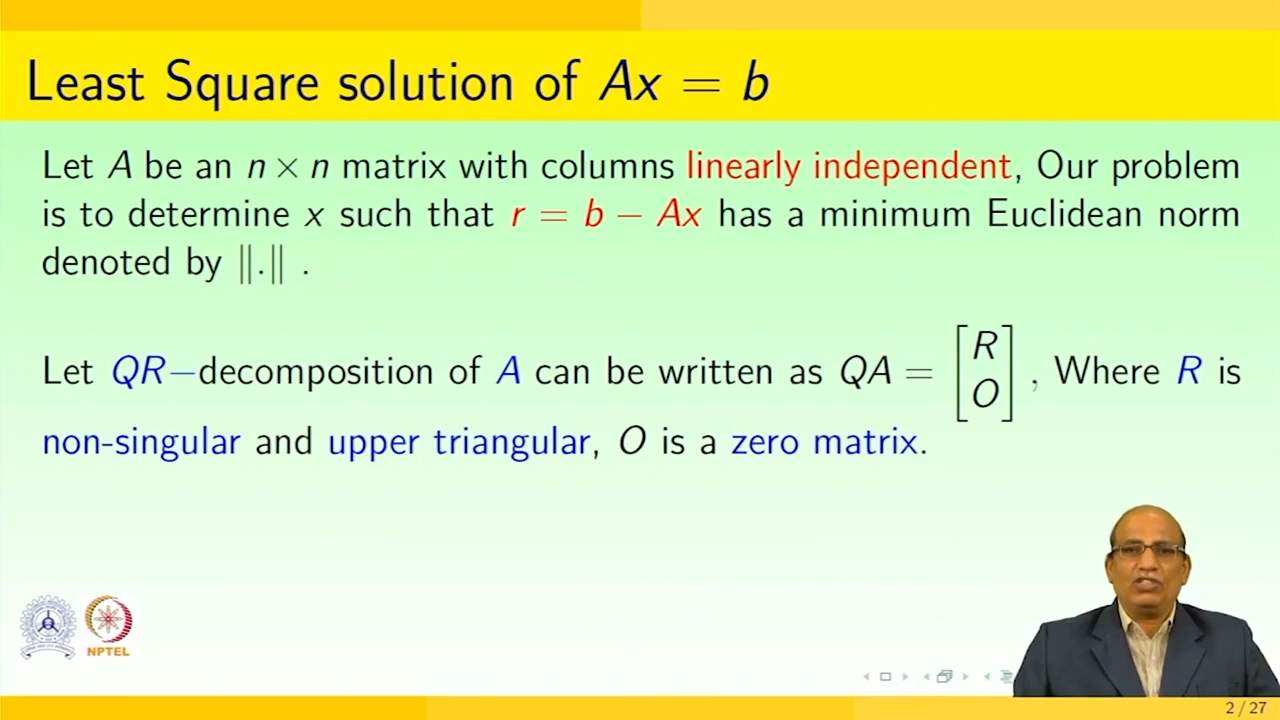 Least Square solution of Ax = b
Let A be an n × n matrix with columns linearly independent, Our problem
is to determine x such that r = b − Ax has a minimum Euclidean norm
denoted by ‖.‖ .
Let QR−decomposition of A can be written as QA = [R O] , Where R is
non-singular and upper triangular, O is a zero matrix.
NPTEL
2 / 27